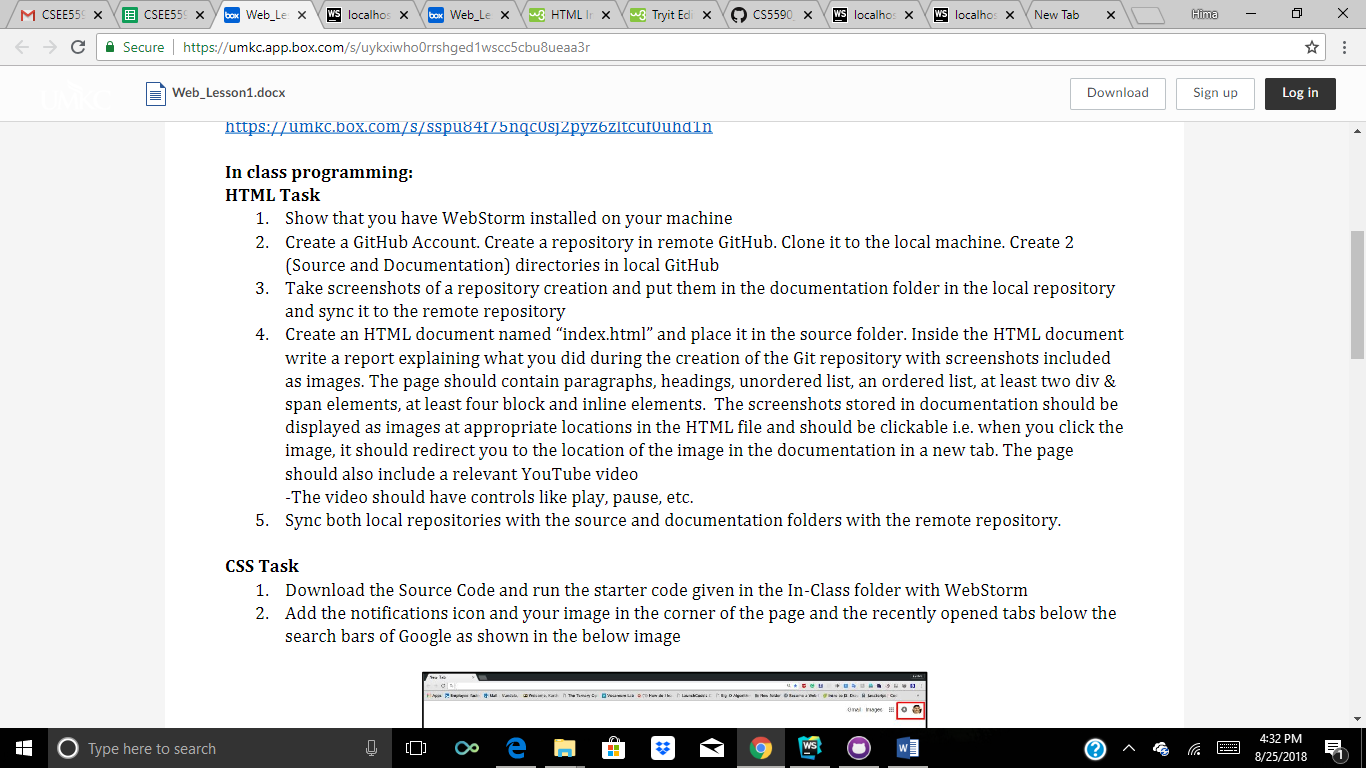 CSEE559
CSEE559
Web_Les
localhos
Web_Le
HTML In
Tryit Edi
CS5590
localhos
localhos
New Tab
Hima
Secure
https://umkc.app.box.com/s/uykxiwho0rrshged1wscc5cbu8ueaa3r
UMKC
Web_Lesson1.docx
Download
Sign up
Log in
https://umkc.box.com/s/sspu84f75nqc0sj2pyz6zltcuf0uhd1n
In class programming:
HTML Task
1. Show that you have WebStorm installed on your machine
2. Create a GitHub Account. Create a repository in remote GitHub. Clone it to the local machine. Create 2
(Source and Documentation) directories in local GitHub
3. Take screenshots of a repository creation and put them in the documentation folder in the local repository
and sync it to the remote repository
4. Create an HTML document named “index.html” and place it in the source folder. Inside the HTML document
write a report explaining what you did during the creation of the Git repository with screenshots included
as images. The page should contain paragraphs, headings, unordered list, an ordered list, at least two div &
span elements, at least four block and inline elements. The screenshots stored in documentation should be
displayed as images at appropriate locations in the HTML file and should be clickable i.e. when you click the
image, it should redirect you to the location of the image in the documentation in a new tab. The page
should also include a relevant YouTube video
-The video should have controls like play, pause, etc.
5. Sync both local repositories with the source and documentation folders with the remote repository.
CSS Task
1. Download the Source Code and run the starter code given in the In-Class folder with WebStorm
2. Add the notifications icon and your image in the corner of the page and the recently opened tabs below the
search bars of Google as shown in the below image
New Tab
Apps
Gmail Images
Type here to search
4:32 PM
8/25/2018